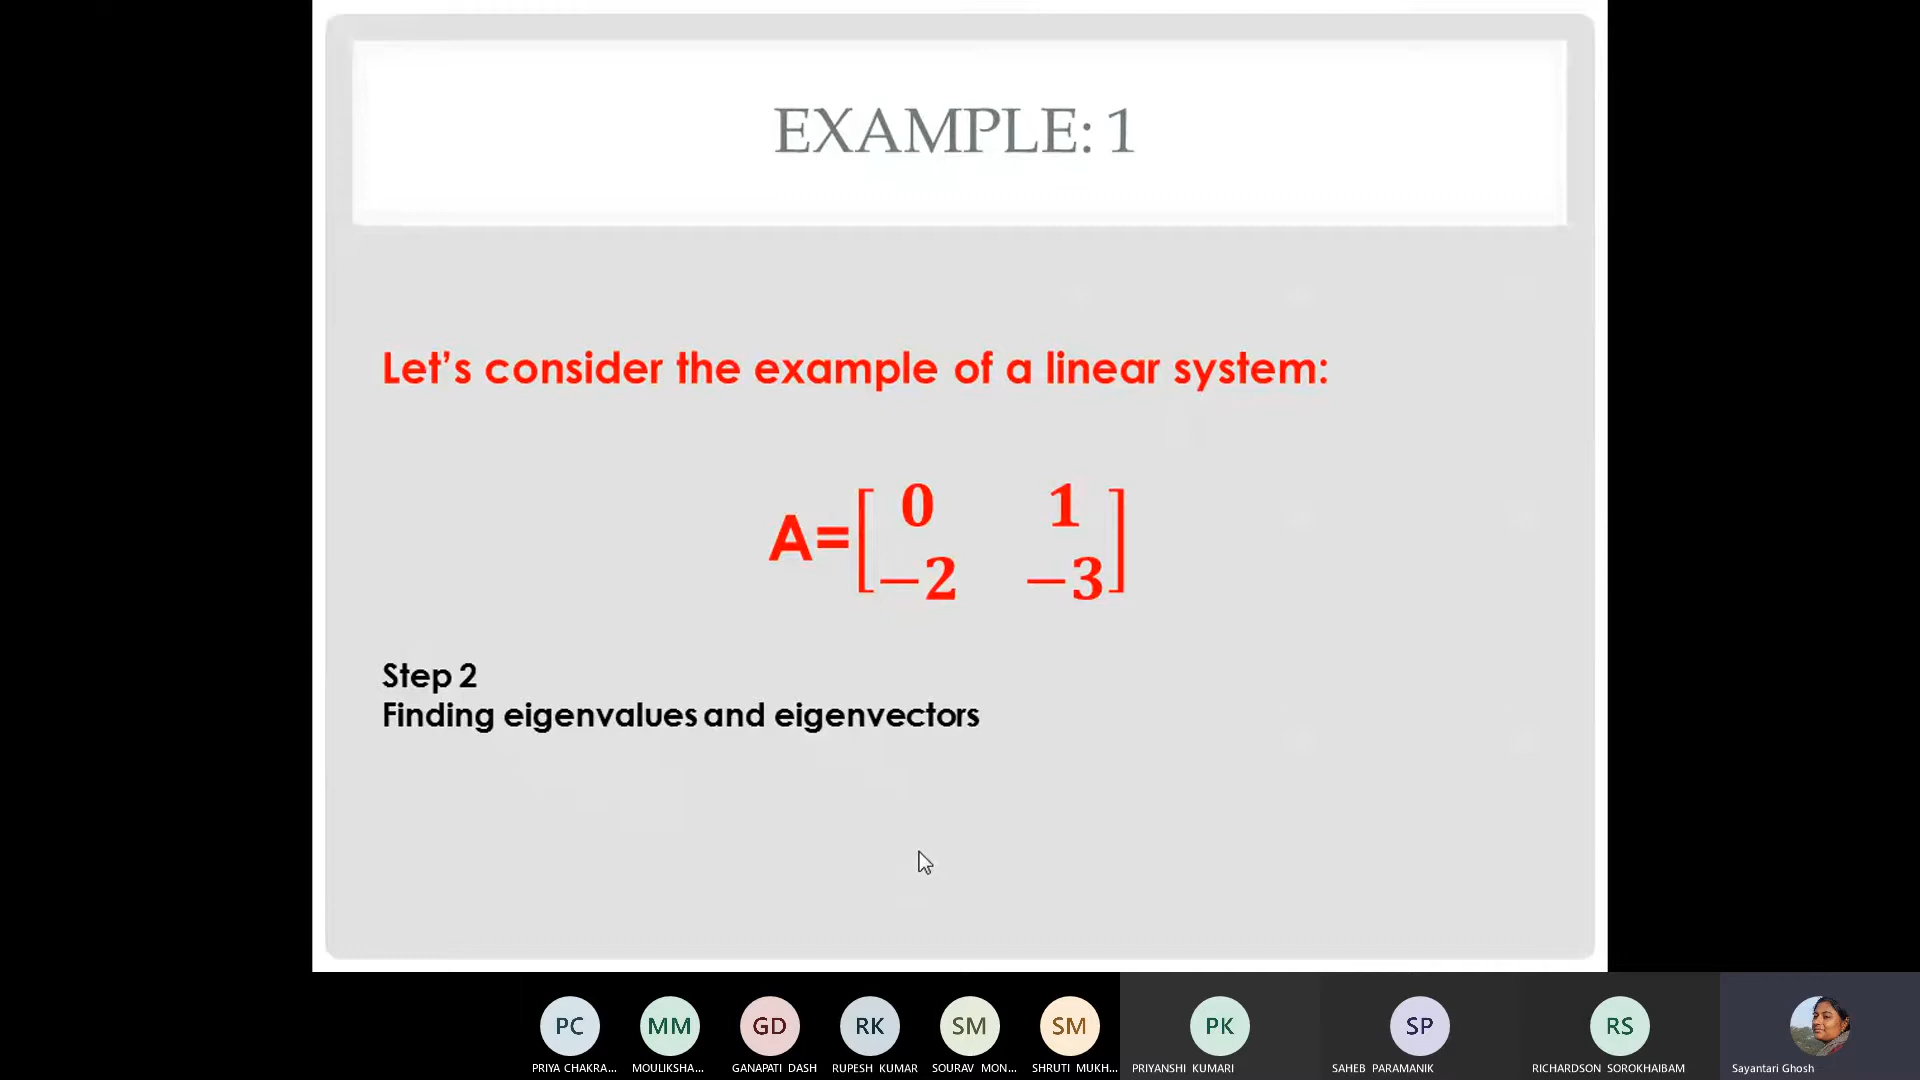 EXAMPLE: 1
Let’s consider the example of a linear system:
A=[0 1
−2 −3]
Step 2
Finding eigenvalues and eigenvectors
PC MM GD RK SM SM PK SP RS
PRIYA CHAKRA... MOULIKSHA... GANAPATI DASH RUPESH KUMAR SOURAV MON... SHRUTI MUKH... PRIYANSHI KUMARI SAHEB PARAMANIK RICHARDSON SOROKHAIBAM Sayantari Ghosh